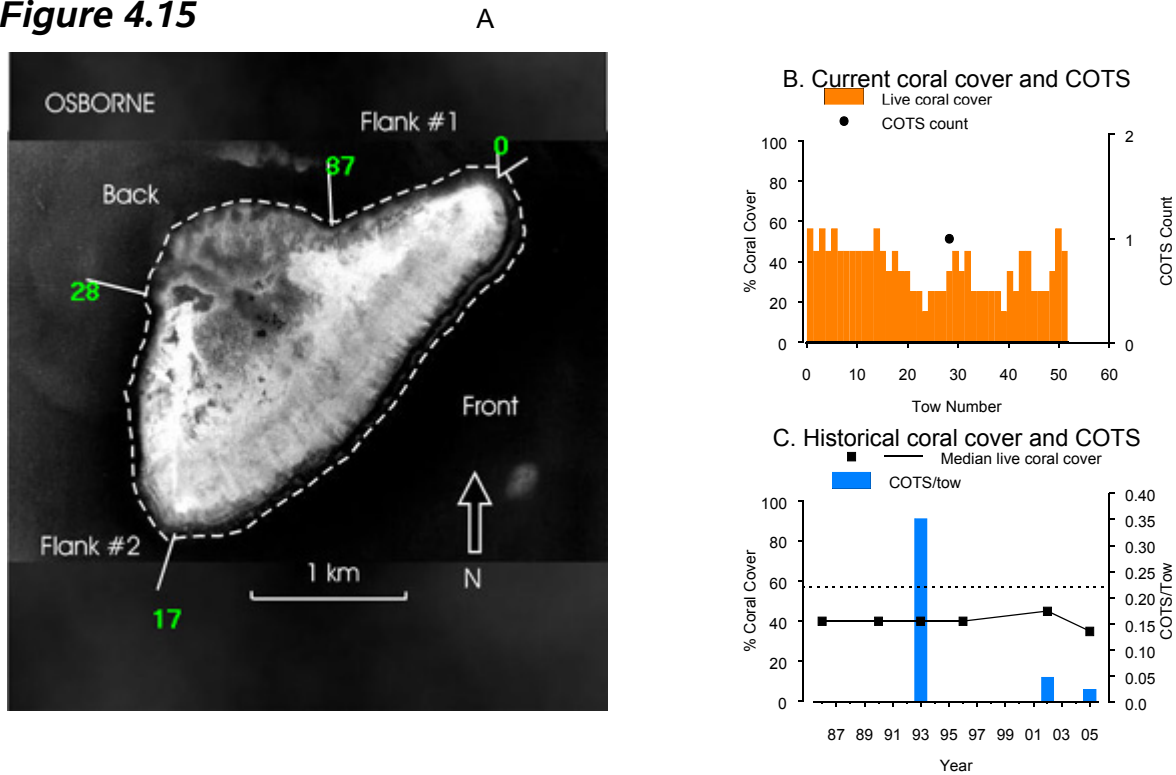 Figure 4.15
A
OSBORNE
Flank #1
0
37
Back
28
Front
Flank #2
1 km
N
17
B. Current coral cover and COTS
Live coral cover
COTS count
100
80
60
40
20
0
% Coral Cover
2
1
0
COTS Count
0 10 20 30 40 50 60
Tow Number
C. Historical coral cover and COTS
Median live coral cover
COTS/tow
100
80
60
40
20
0
% Coral Cover
0.40
0.35
0.30
0.25
0.20
0.15
0.10
0.05
0.0
COTS/Tow
87 89 91 93 95 97 99 01 03 05
Year